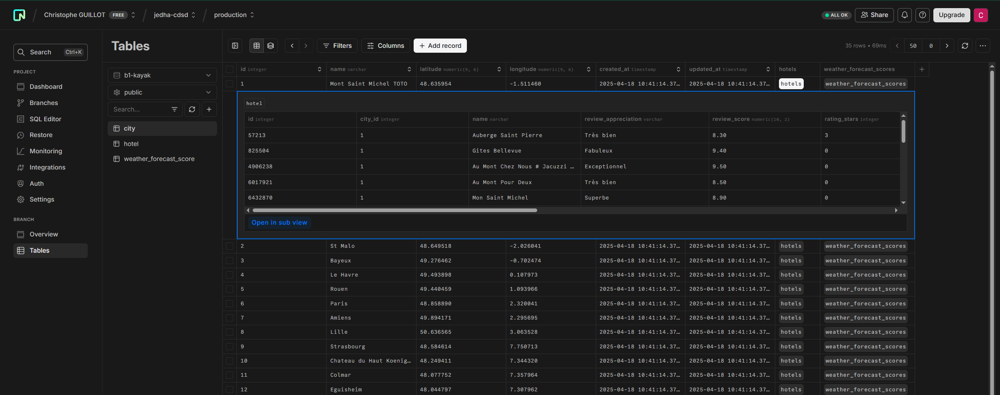 Christophe GUILLOT FREE jedha-cdsd production ALL OK Share Upgrade C
Search Ctrl+K
PROJECT
Dashboard
Branches
SQL Editor
Restore
Monitoring
Integrations
Auth
Settings
BRANCH
Overview
Tables
Tables
b1-kayak
public
Search...
city
hotel
weather_forecast_score
Filters Columns Add record 35 rows • 69ms 50 0
id integer name varchar latitude numeric(9, 6) longitude numeric(9, 6) created_at timestamp updated_at timestamp hotels weather_forecast_scores
1 Mont Saint Michel TOTO 48.635954 -1.511460 2025-04-18 10:41:14.37… 2025-04-18 10:41:14.37… hotels weather_forecast_scores
hotel
id integer city_id integer name varchar review_appreciation varchar review_score numeric(10, 2) rating_stars integer
57213 1 Auberge Saint Pierre Très bien 8.30 3
825504 1 Gites Bellevue Fabuleux 9.40 0
4906238 1 Au Mont Chez Nous # Jacuzzi … Exceptionnel 9.50 0
6017921 1 Au Mont Pour Deux Très bien 8.50 0
6432870 1 Mon Saint Michel Superbe 8.90 0
Open in sub view
2 St Malo 48.649518 -2.026041 2025-04-18 10:41:14.37… 2025-04-18 10:41:14.37… hotels weather_forecast_scores
3 Bayeux 49.276462 -0.702474 2025-04-18 10:41:14.37… 2025-04-18 10:41:14.37… hotels weather_forecast_scores
4 Le Havre 49.493898 0.107973 2025-04-18 10:41:14.37… 2025-04-18 10:41:14.37… hotels weather_forecast_scores
5 Rouen 49.440459 1.093966 2025-04-18 10:41:14.37… 2025-04-18 10:41:14.37… hotels weather_forecast_scores
6 Paris 48.858890 2.320041 2025-04-18 10:41:14.37… 2025-04-18 10:41:14.37… hotels weather_forecast_scores
7 Amiens 49.894171 2.295695 2025-04-18 10:41:14.37… 2025-04-18 10:41:14.37… hotels weather_forecast_scores
8 Lille 50.636565 3.063528 2025-04-18 10:41:14.37… 2025-04-18 10:41:14.37… hotels weather_forecast_scores
9 Strasbourg 48.584614 7.750713 2025-04-18 10:41:14.37… 2025-04-18 10:41:14.37… hotels weather_forecast_scores
10 Chateau du Haut Koenig… 48.249411 7.344320 2025-04-18 10:41:14.37… 2025-04-18 10:41:14.37… hotels weather_forecast_scores
11 Colmar 48.077752 7.357964 2025-04-18 10:41:14.37… 2025-04-18 10:41:14.37… hotels weather_forecast_scores
12 Eguisheim 48.044797 7.307962 2025-04-18 10:41:14.37… 2025-04-18 10:41:14.37… hotels weather_forecast_scores